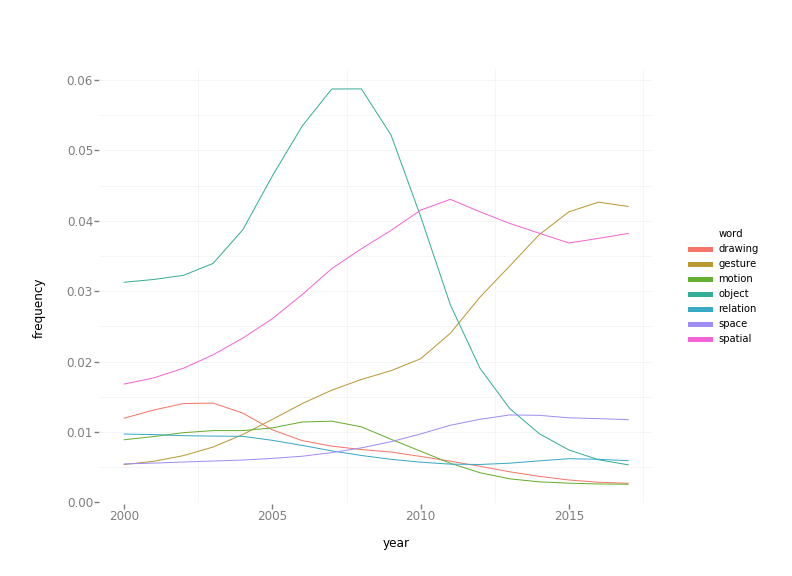 0.06
0.05
0.04
0.03
0.02
0.01
0.00
frequency
2000 2005 2010 2015
year
word
drawing
gesture
motion
object
relation
space
spatial